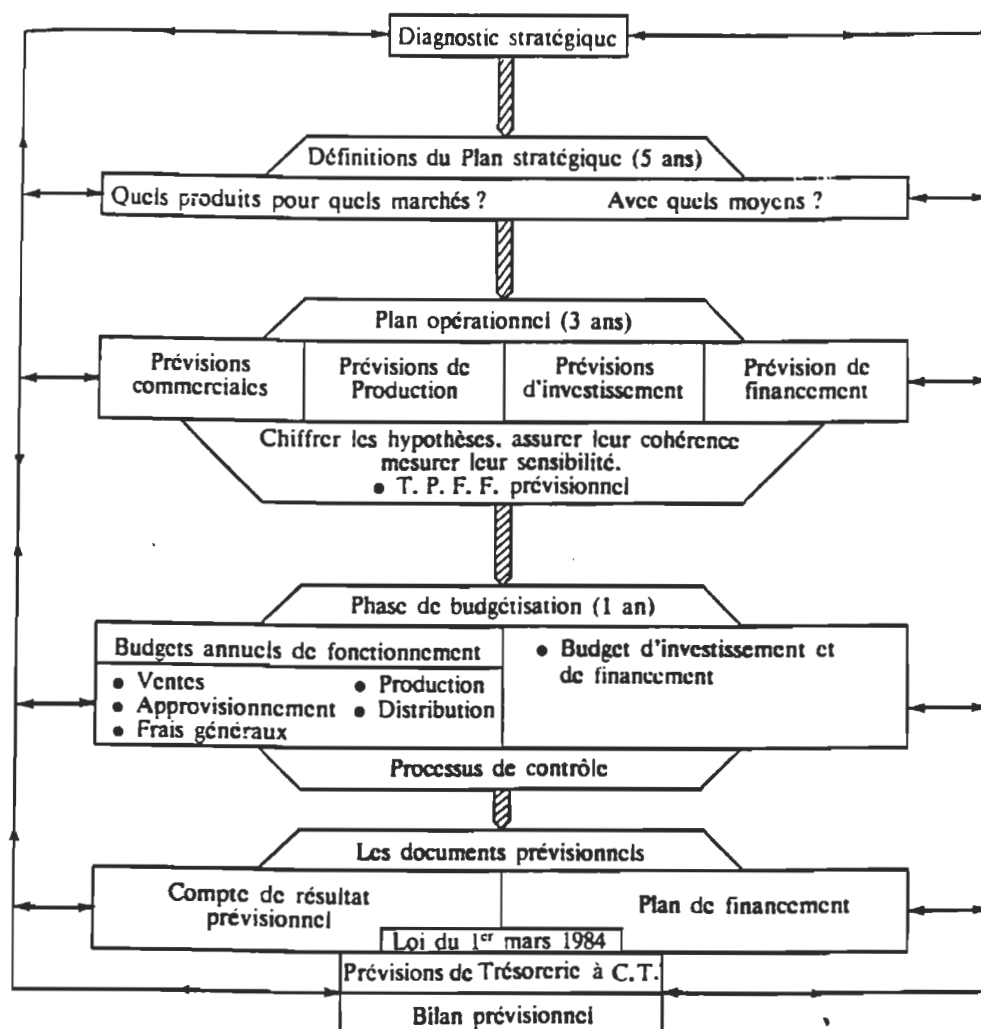 Diagnostic stratégique
Définitions du Plan stratégique (5 ans)
Quels produits pour quels marchés ? Avec quels moyens ?
Plan opérationnel (3 ans)
Prévisions
commerciales
Prévisions de
Production
Prévisions
d'investissement
Prévision de
financement
Chiffrer les hypothèses. assurer leur cohérence
mesurer leur sensibilité.
● T. P. F. F. prévisionnel
Phase de budgétisation (1 an)
Budgets annuels de fonctionnement
● Ventes
● Approvisionnement
● Frais généraux
● Production
● Distribution
● Budget d'investissement et
de financement
Processus de contrôle
Les documents prévisionnels
Compte de résultat
prévisionnel
Plan de financement
Loi du 1er mars 1984
Prévisions de Trésorerie à C.T.
Bilan prévisionnel